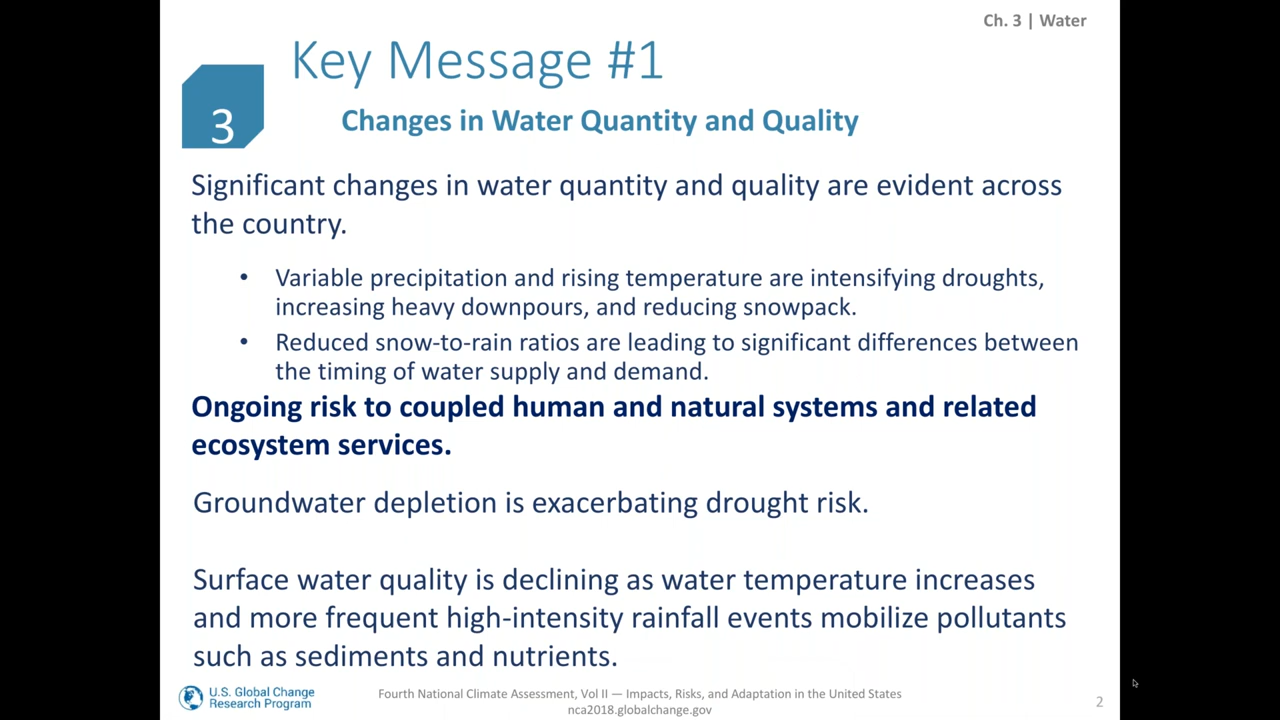 Ch. 3 | Water
Key Message #1
3
Changes in Water Quantity and Quality
Significant changes in water quantity and quality are evident across
the country.
• Variable precipitation and rising temperature are intensifying droughts,
increasing heavy downpours, and reducing snowpack.
• Reduced snow-to-rain ratios are leading to significant differences between
the timing of water supply and demand.
Ongoing risk to coupled human and natural systems and related
ecosystem services.
Groundwater depletion is exacerbating drought risk.
Surface water quality is declining as water temperature increases
and more frequent high-intensity rainfall events mobilize pollutants
such as sediments and nutrients.
U.S. Global Change
Research Program
Fourth National Climate Assessment, Vol II — Impacts, Risks, and Adaptation in the United States
nca2018.globalchange.gov
2